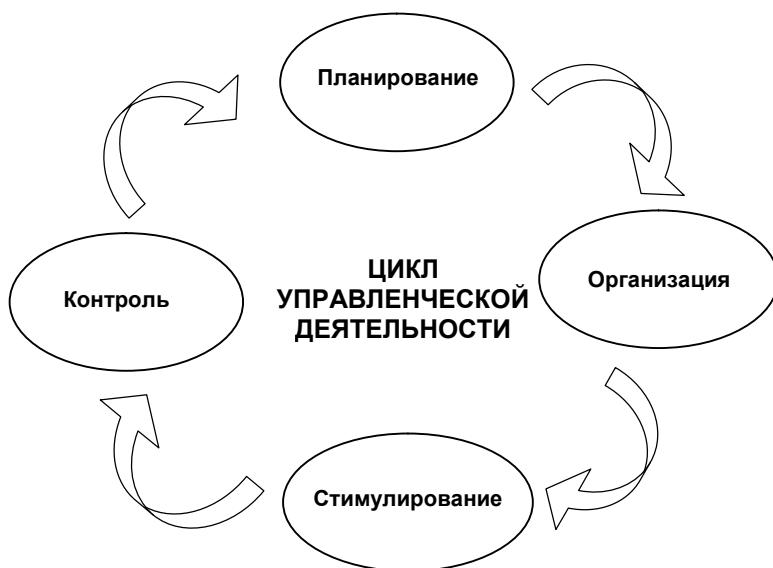 Планирование
Организация
Стимулирование
Контроль
ЦИКЛ
УПРАВЛЕНЧЕСКОЙ
ДЕЯТЕЛЬНОСТИ